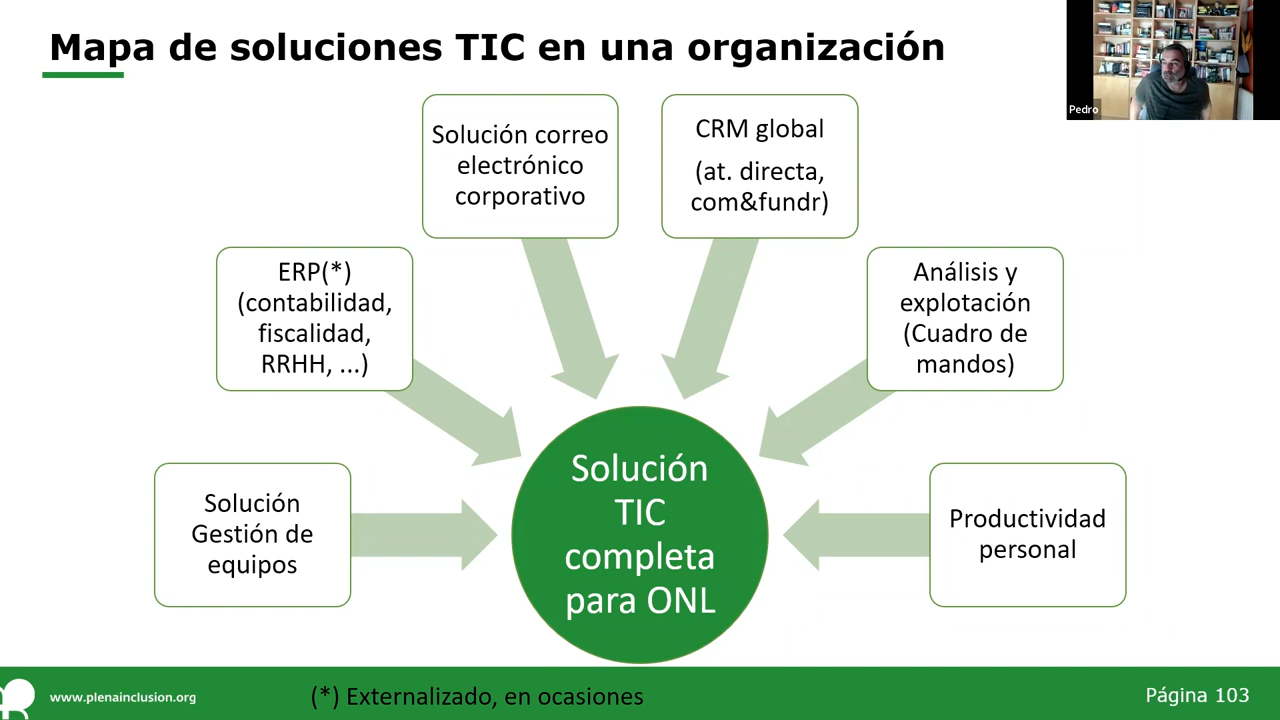 Mapa de soluciones TIC en una organización
Pedro
Solución correo
electrónico
corporativo
CRM global
(at. directa,
com&fundr)
ERP(*)
(contabilidad,
fiscalidad,
RRHH, ...)
Análisis y
explotación
(Cuadro de
mandos)
Solución
Gestión de
equipos
Solución
TIC
completa
para ONL
Productividad
personal
www.plenainclusion.org
(*) Externalizado, en ocasiones
Página 103